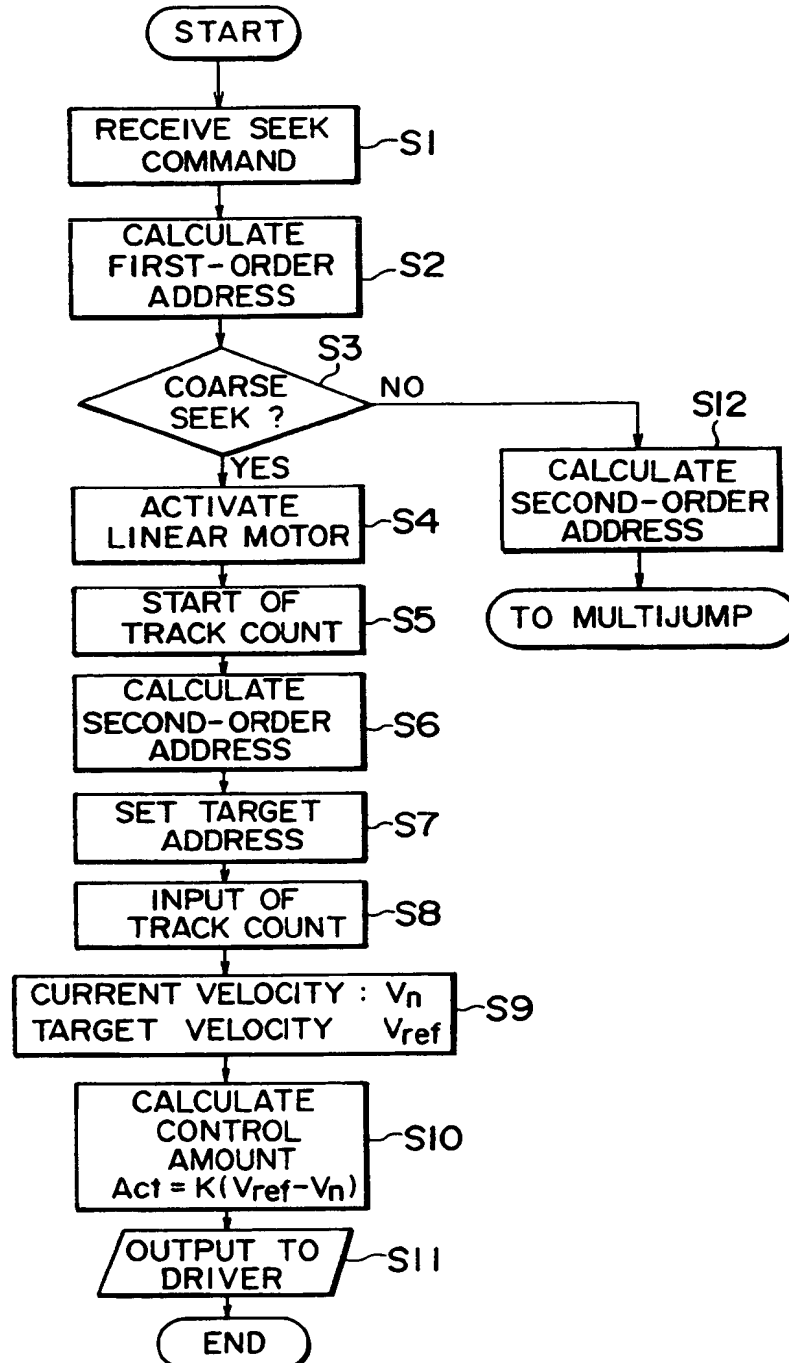 START
RECEIVE SEEK
COMMAND
S1
CALCULATE
FIRST-ORDER
ADDRESS
S2
S3
COARSE
SEEK ?
NO
YES
S12
CALCULATE
SECOND-ORDER
ADDRESS
TO MULTIJUMP
ACTIVATE
LINEAR MOTOR
S4
START OF
TRACK COUNT
S5
CALCULATE
SECOND-ORDER
ADDRESS
S6
SET TARGET
ADDRESS
S7
INPUT OF
TRACK COUNT
S8
CURRENT VELOCITY : Vn
TARGET VELOCITY Vref
S9
CALCULATE
CONTROL
AMOUNT
Act = K(Vref-Vn)
S10
OUTPUT TO
DRIVER
S11
END